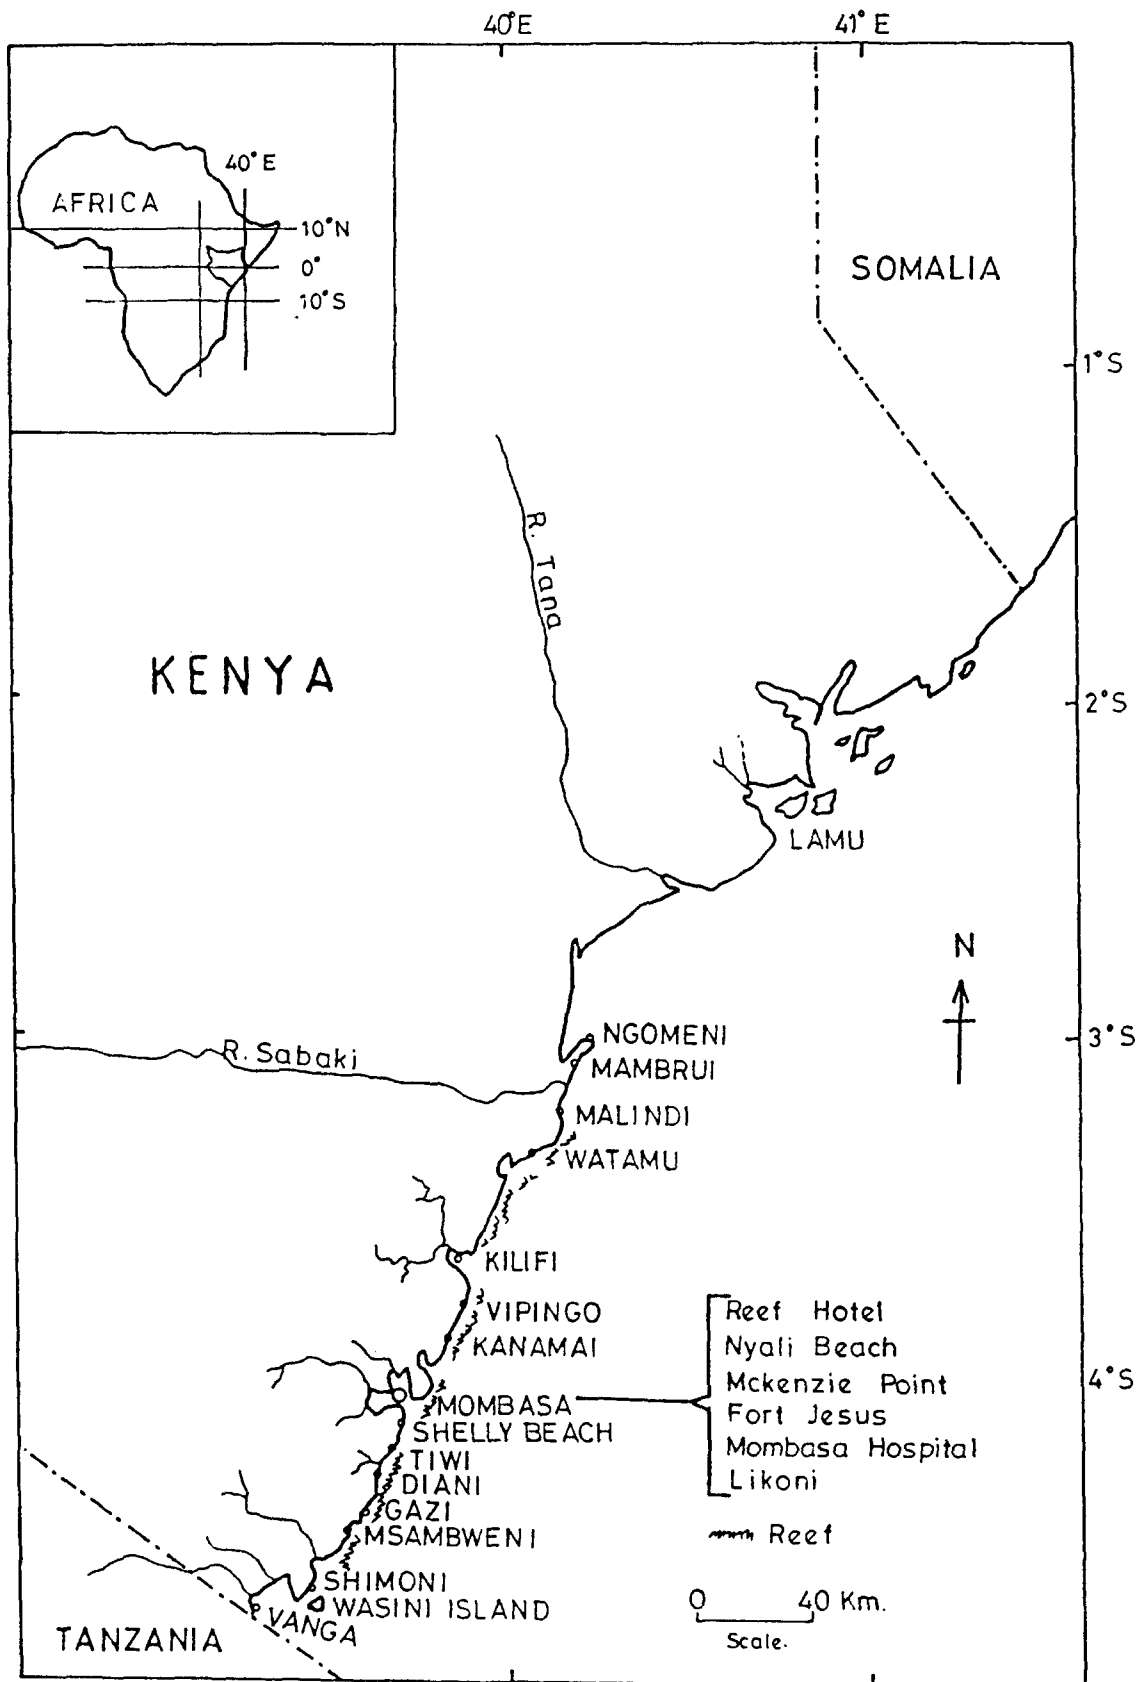 40°E
41°E
40°E
AFRICA
10°N
0°
10°S
SOMALIA
1°S
R. Tana
KENYA
2°S
LAMU
N
NGOMENI
3°S
R. Sabaki
MAMBRUI
MALINDI
WATAMU
KILIFI
VIPINGO
KANAMAI
4°S
MOMBASA
Reef Hotel
Nyali Beach
Mckenzie Point
Fort Jesus
Mombasa Hospital
Likoni
SHELLY BEACH
TIWI
DIANI
GAZI
MSAMBWENI
Reef
SHIMONI
WASINI ISLAND
VANGA
TANZANIA
0 40 Km.
Scale.